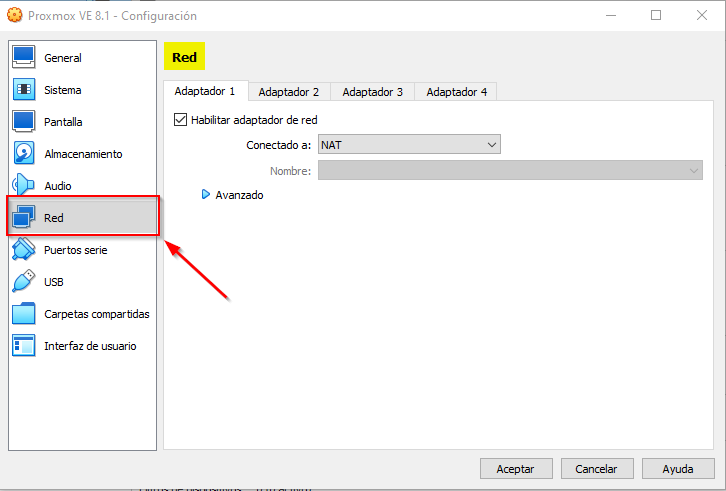 Proxmox VE 8.1 - Configuración
General
Sistema
Pantalla
Almacenamiento
Audio
Red
Puertos serie
USB
Carpetas compartidas
Interfaz de usuario
Red
Adaptador 1 Adaptador 2 Adaptador 3 Adaptador 4
Habilitar adaptador de red
Conectado a: NAT
Nombre:
Avanzado
Aceptar Cancelar Ayuda